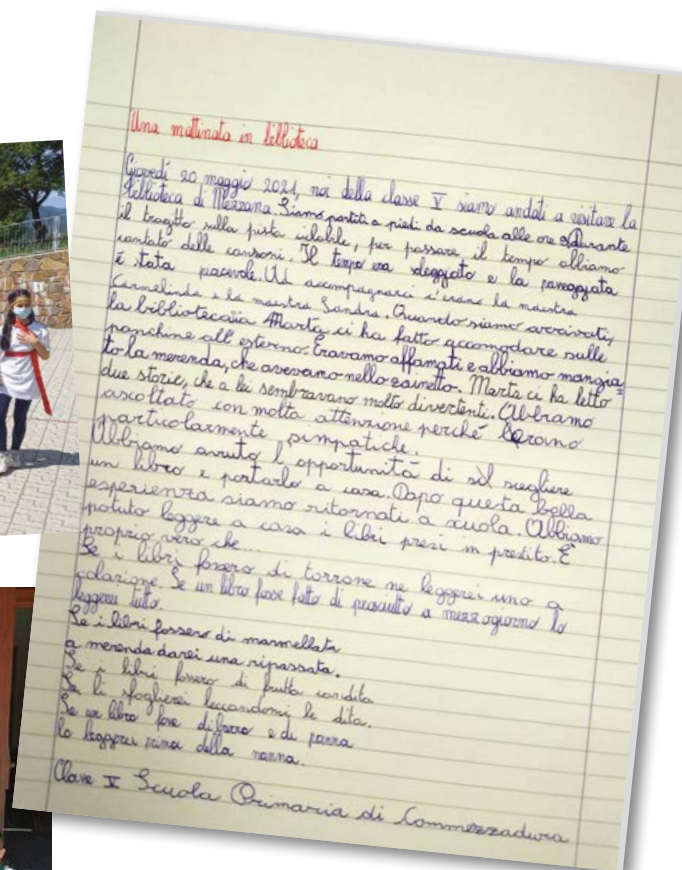 Una mattinata in biblioteca
Giovedì 20 maggio 2021, noi della classe V siamo andati a visitare la
biblioteca di Mezzana. Siamo partiti a piedi da scuola alle ore Durante
il tragitto sulla pista ciclabile, per passare il tempo abbiamo
cantato delle canzoni. Il tempo era soleggiato e la passeggiata
è stata piacevole. Ad accompagnarci c'erano la maestra
Carmelinda e la maestra Sandra. Quando siamo arrivati,
la bibliotecaia Marta ci ha fatto accomodare sulle
panchine all'esterno. Eravamo affamati e abbiamo mangia=
to la merenda, che avevamo nello zainetto. Marta ci ha letto
due storie, che a lei sembravano molto divertenti. Abbiamo
ascoltato con molta attenzione perché erano
particolarmente simpatiche.
Abbiamo avuto l'opportunità di scegliere
un libro e portarlo a casa. Dopo questa bella
esperienza siamo ritornati a scuola. Abbiamo
potuto leggere a casa i libri presi in prestito. È
proprio vero che...
Se i libri fossero di torrone ne leggerei uno a
colazione. Se un libro fosse fatto di prosciutto a mezzogiorno lo
leggerei tutto.
Se i libri fossero di marmellata
a merenda darei una ripassata.
Se i libri fossero di frutta candita
li sfoglierei leccandomi le dita.
Se un libro fosse di burro e di panna
lo leggerei prima della nanna.
Classe V Scuola Primaria di Commezzadura